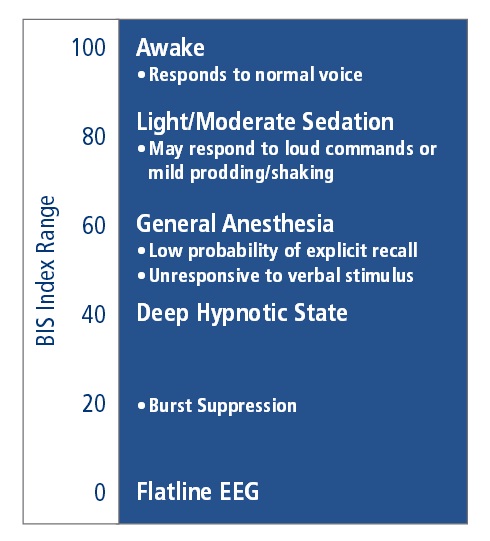 BIS Index Range
100
Awake
• Responds to normal voice
80
Light/Moderate Sedation
• May respond to loud commands or
mild prodding/shaking
60
General Anesthesia
• Low probability of explicit recall
• Unresponsive to verbal stimulus
40
Deep Hypnotic State
20
• Burst Suppression
0
Flatline EEG